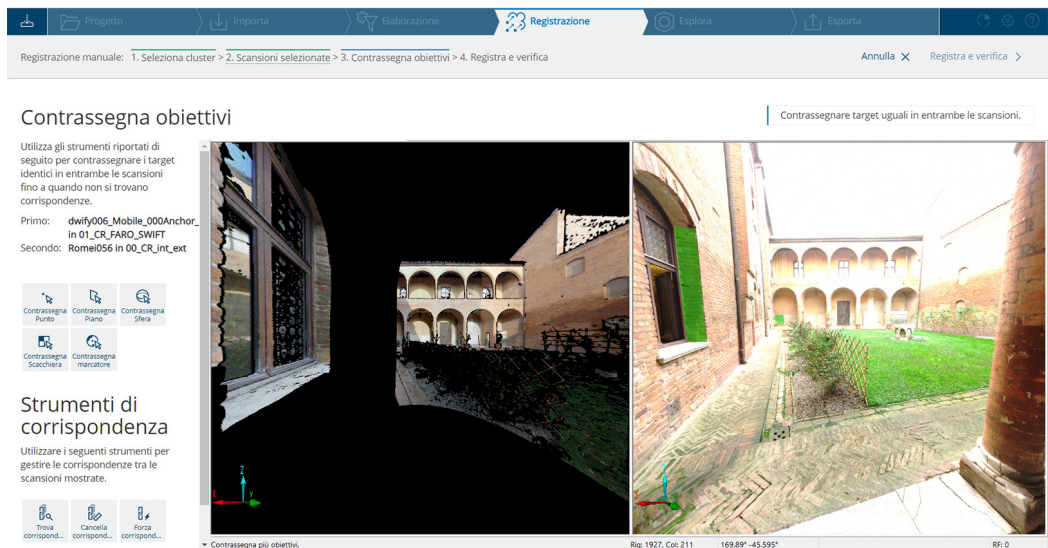 Progetto
Importa
Elaborazione
Registrazione
Esplora
Esporta
Registrazione manuale: 1. Seleziona cluster > 2. Scansioni selezionate > 3. Contrassegna obiettivi > 4. Registra e verifica
Annulla
Registra e verifica
Contrassegna obiettivi
Contrassegnare target uguali in entrambe le scansioni.
Utilizza gli strumenti riportati di
seguito per contrassegnare i target
identici in entrambe le scansioni
fino a quando non si trovano
corrispondenze.
Primo: dwify006_Mobile_000Anchor_
in 01_CR_FARO_SWIFT
Secondo: Romei056 in 00_CR_int_ext
Contrassegna Punto
Contrassegna Piano
Contrassegna Sfera
Contrassegna Scacchiera
Contrassegna marcatore
Strumenti di
corrispondenza
Utilizzare i seguenti strumenti per
gestire le corrispondenze tra le
scansioni mostrate.
Trova corrispond...
Cancella corrispond...
Forza corrispond...
Z
Y
Contrassegna più obiettivi.
Rig: 1927, Col: 211
169.89° -45.595°
RF: 0